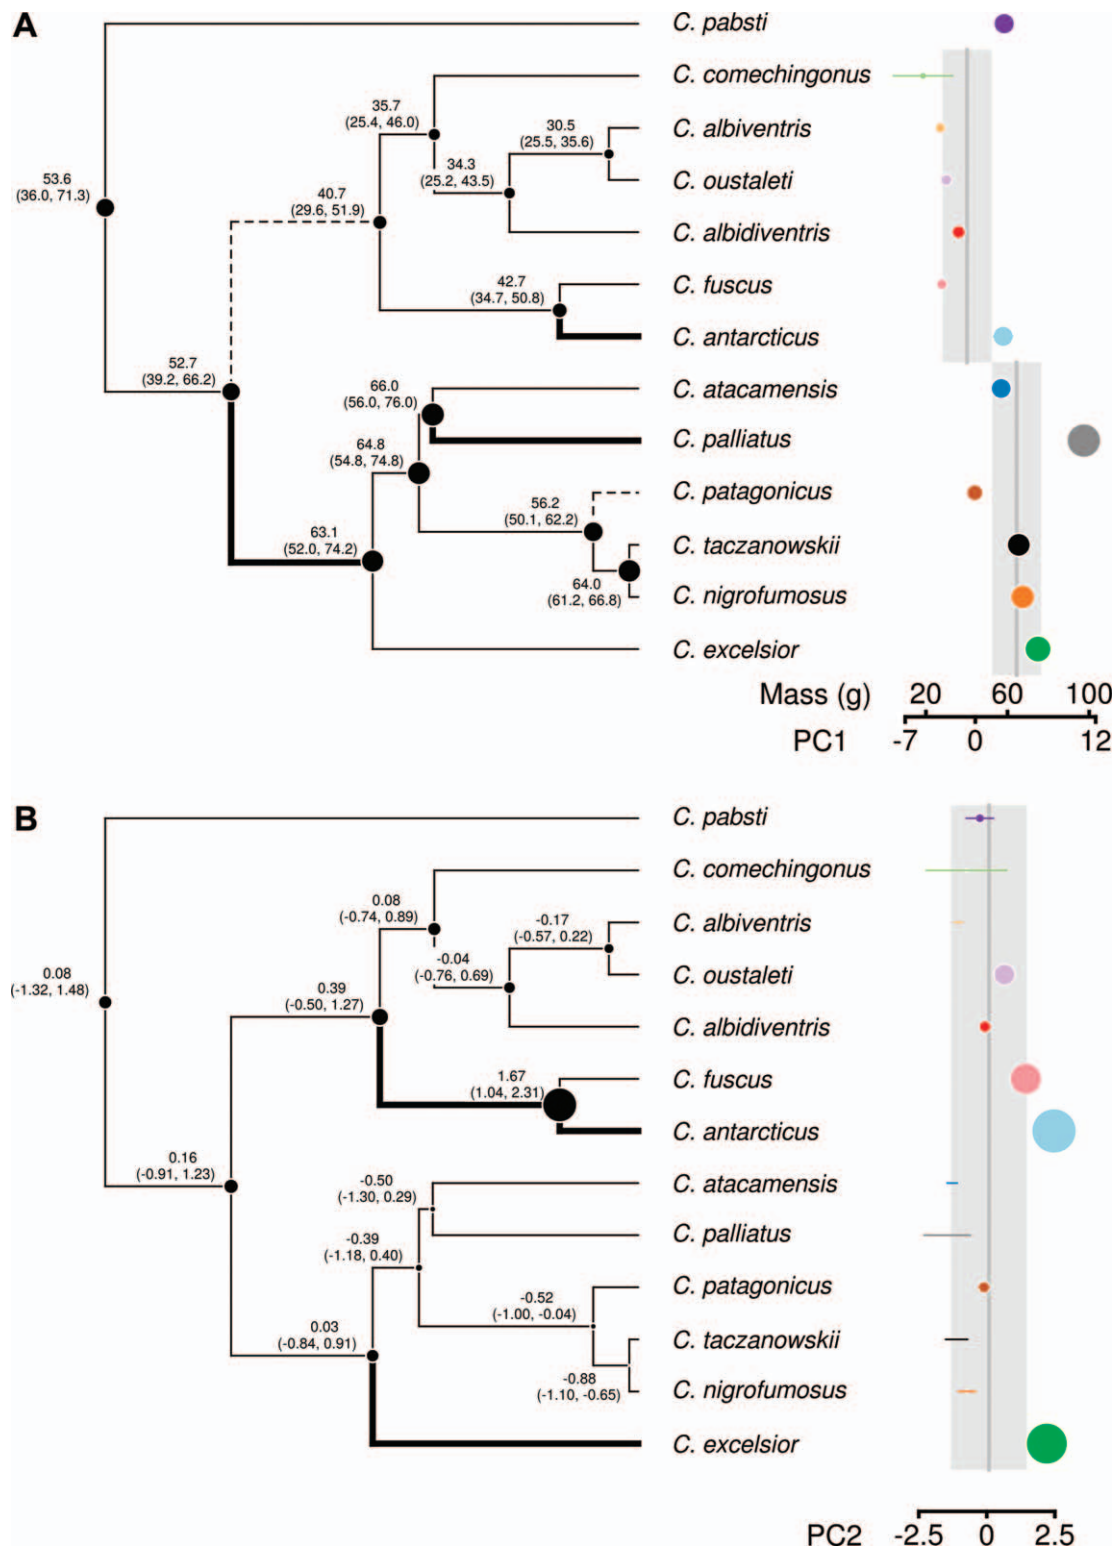 A
C. pabsti
C. comechingonus
35.7
(25.4, 46.0)
30.5
(25.5, 35.6)
C. albiventris
34.3
(25.2, 43.5)
C. oustaleti
53.6
(36.0, 71.3)
40.7
(29.6, 51.9)
C. albidiventris
42.7
(34.7, 50.8)
C. fuscus
C. antarcticus
52.7
(39.2, 66.2)
66.0
(56.0, 76.0)
C. atacamensis
64.8
(54.8, 74.8)
C. palliatus
56.2
(50.1, 62.2)
C. patagonicus
63.1
(52.0, 74.2)
C. taczanowskii
64.0
(61.2, 66.8)
C. nigrofumosus
C. excelsior
Mass (g) 20 60 100
PC1 -7 0 12
B
C. pabsti
C. comechingonus
0.08
(-0.74, 0.89)
-0.17
(-0.57, 0.22)
C. albiventris
-0.04
(-0.76, 0.69)
C. oustaleti
0.08
(-1.32, 1.48)
0.39
(-0.50, 1.27)
C. albidiventris
1.67
(1.04, 2.31)
C. fuscus
C. antarcticus
0.16
(-0.91, 1.23)
-0.50
(-1.30, 0.29)
C. atacamensis
-0.39
(-1.18, 0.40)
C. palliatus
-0.52
(-1.00, -0.04)
C. patagonicus
0.03
(-0.84, 0.91)
C. taczanowskii
-0.88
(-1.10, -0.65)
C. nigrofumosus
C. excelsior
PC2 -2.5 0 2.5